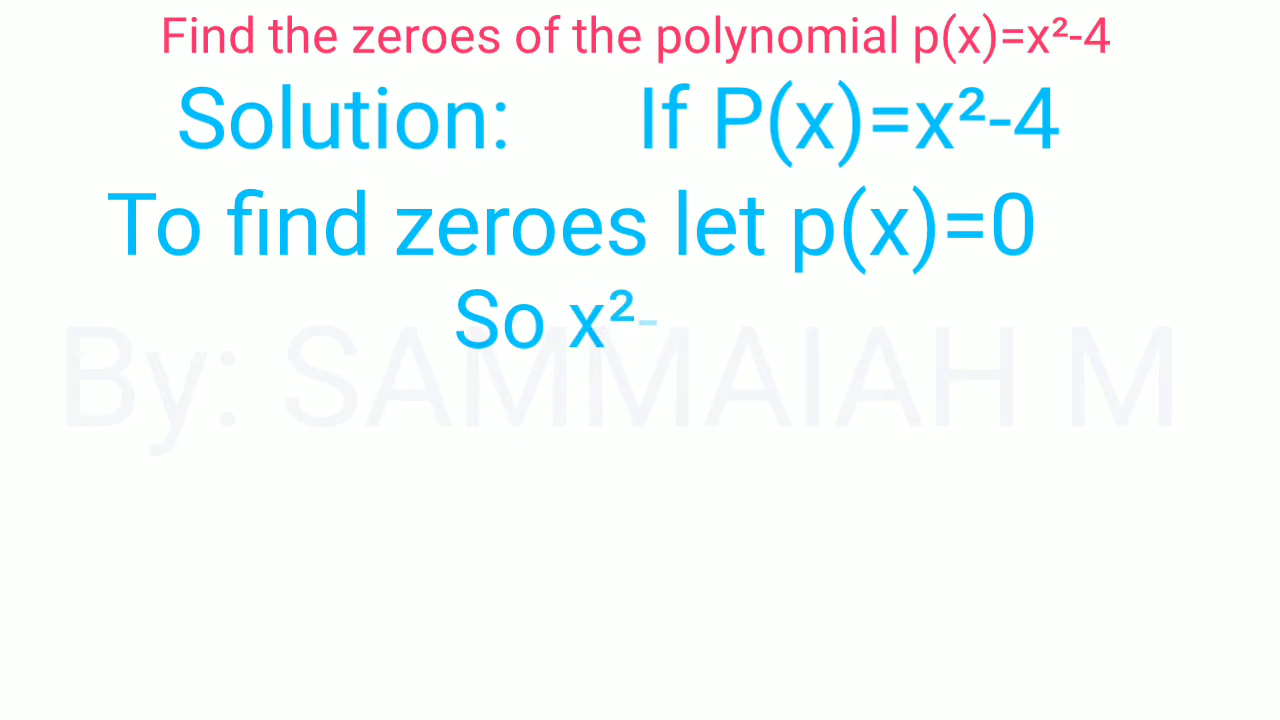 Find the zeroes of the polynomial p(x)=x²-4
Solution: If P(x)=x²-4
To find zeroes let p(x)=0
So x²-
By: SAMMAIAH M